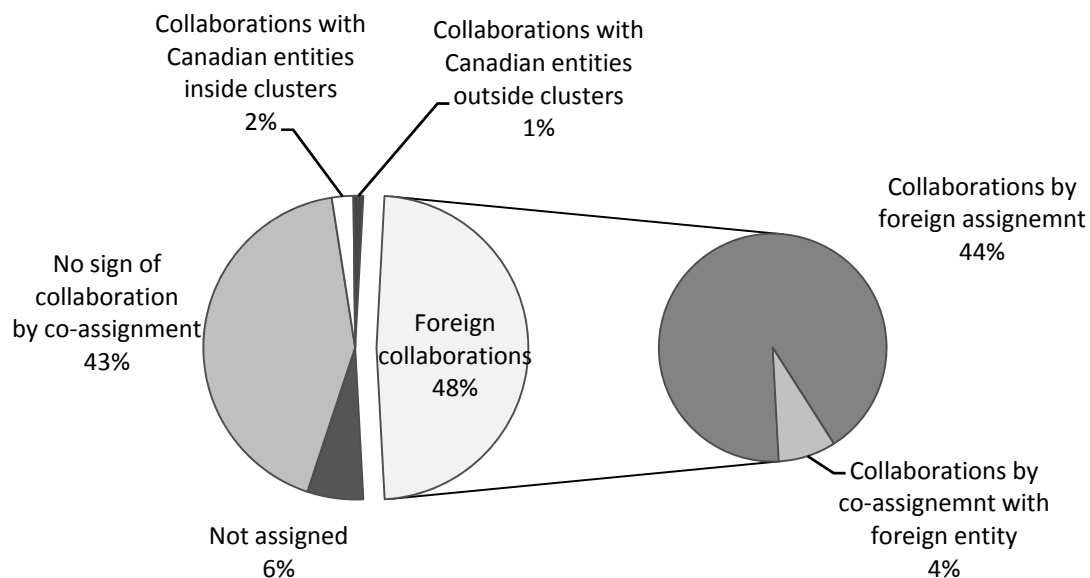 Collaborations with
Canadian entities
inside clusters
2%
Collaborations with
Canadian entities
outside clusters
1%
Collaborations by
foreign assignemnt
44%
No sign of
collaboration
by co-assignment
43%
Foreign
collaborations
48%
Collaborations by
co-assignemnt with
foreign entity
4%
Not assigned
6%